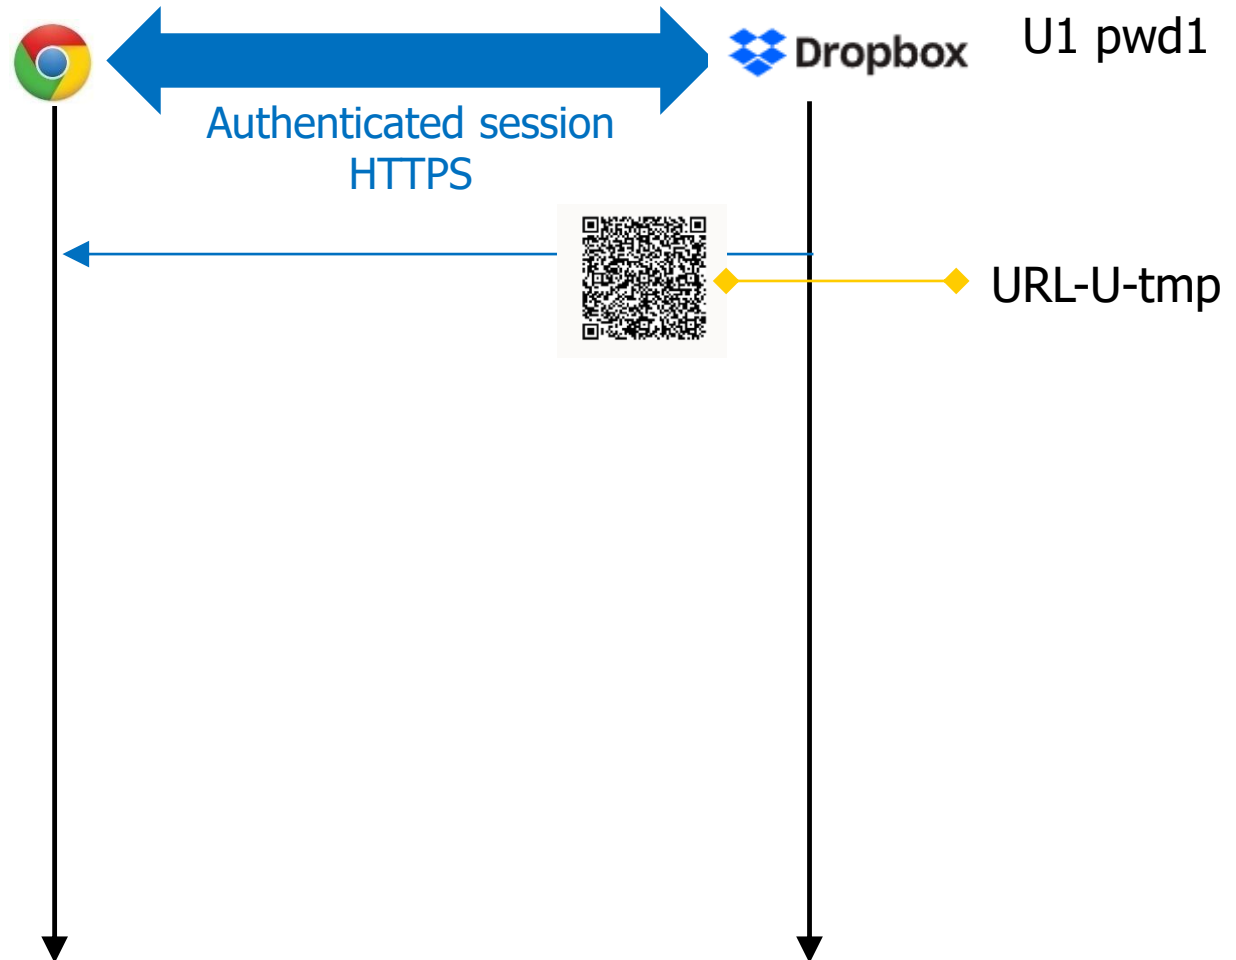 Dropbox
U1 pwd1
Authenticated session
HTTPS
URL-U-tmp